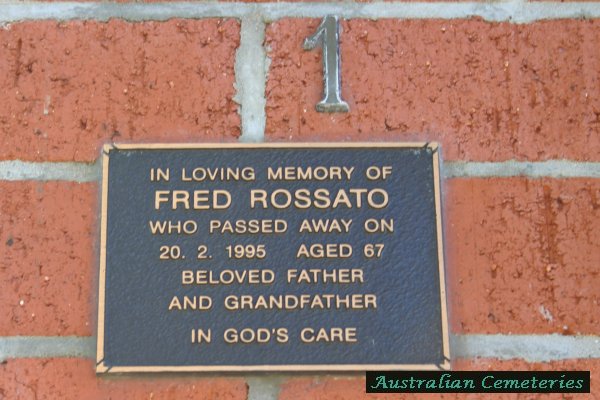 1
IN LOVING MEMORY OF
FRED ROSSATO
WHO PASSED AWAY ON
20. 2. 1995 AGED 67
BELOVED FATHER
AND GRANDFATHER
IN GOD'S CARE
Australian Cemeteries